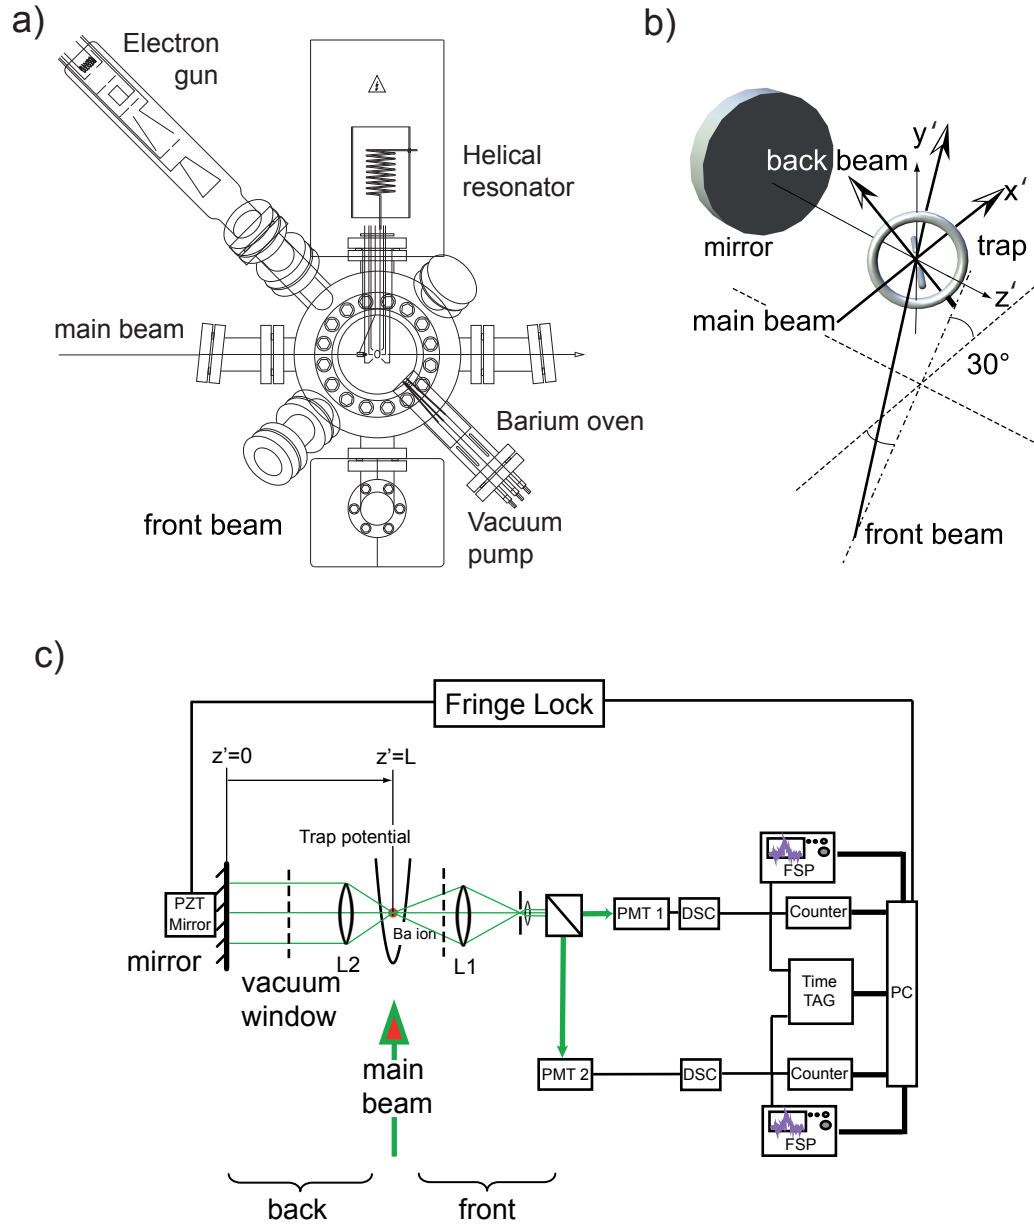 a)
Electron
gun
Helical
resonator
main beam
Barium oven
front beam
Vacuum
pump
b)
y'
back beam
x'
mirror
trap
z'
main beam
30°
front beam
c)
Fringe Lock
z'=0
z'=L
Trap potential
FSP
PZT
Mirror
PMT 1
DSC
Counter
Ba ion
mirror
L2
L1
vacuum
window
Time
TAG
PC
main
beam
PMT 2
DSC
Counter
FSP
back
front